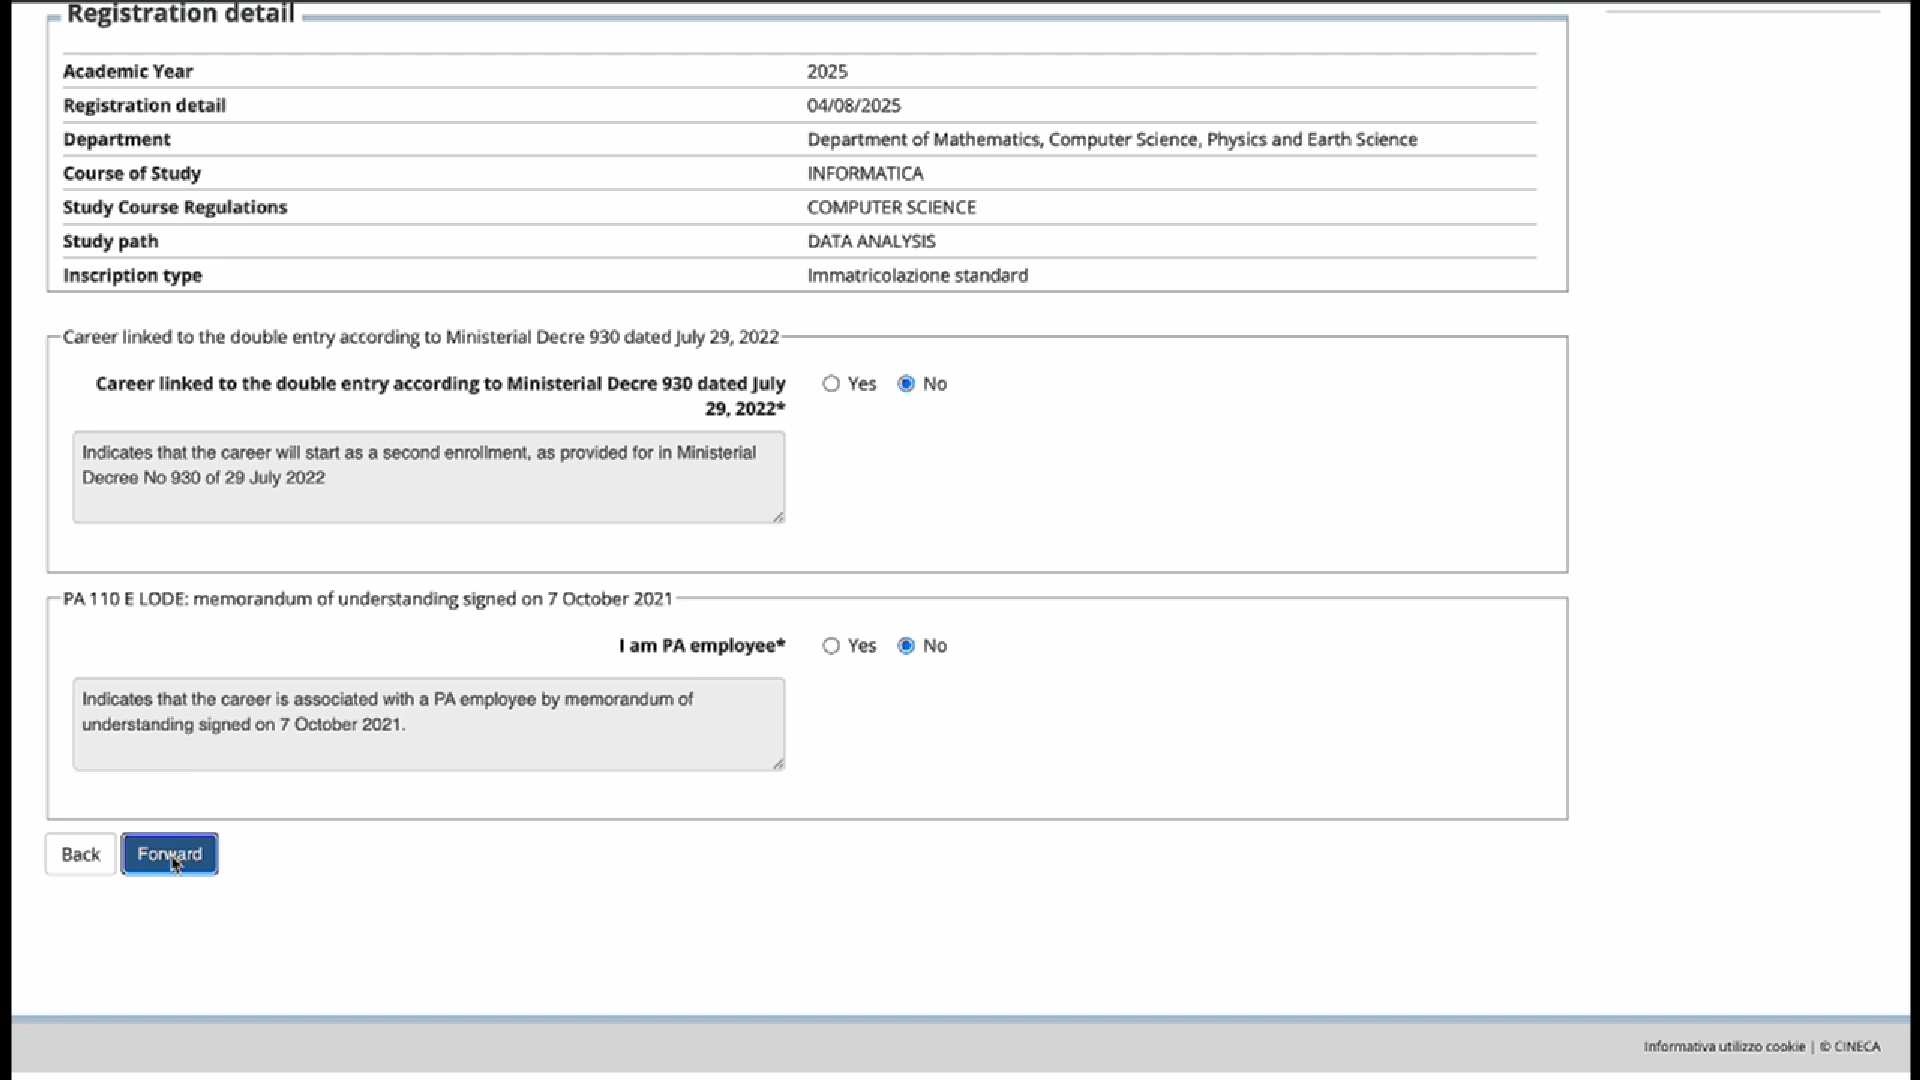 Registration detail
Academic Year 2025
Registration detail 04/08/2025
Department Department of Mathematics, Computer Science, Physics and Earth Science
Course of Study INFORMATICA
Study Course Regulations COMPUTER SCIENCE
Study path DATA ANALYSIS
Inscription type Immatricolazione standard
Career linked to the double entry according to Ministerial Decre 930 dated July 29, 2022
Career linked to the double entry according to Ministerial Decre 930 dated July Yes No
29, 2022*
Indicates that the career will start as a second enrollment, as provided for in Ministerial
Decree No 930 of 29 July 2022
PA 110 E LODE: memorandum of understanding signed on 7 October 2021
I am PA employee* Yes No
Indicates that the career is associated with a PA employee by memorandum of
understanding signed on 7 October 2021.
Back Forward
Informativa utilizzo cookie | © CINECA